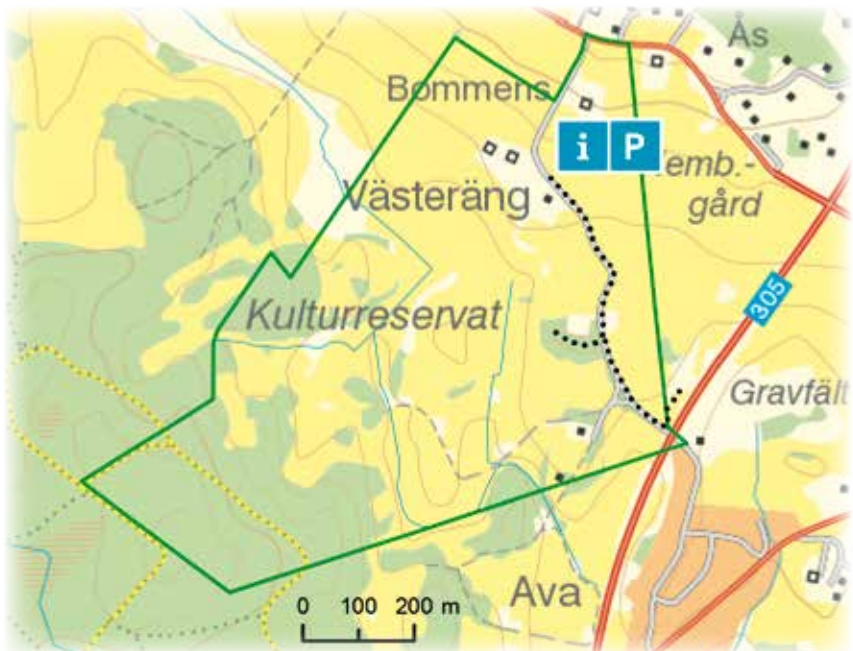 Ås
Bommens
i P
Västeräng
emb.-
gård
305
Kulturreservat
Gravfält
Ava
0 100 200 m